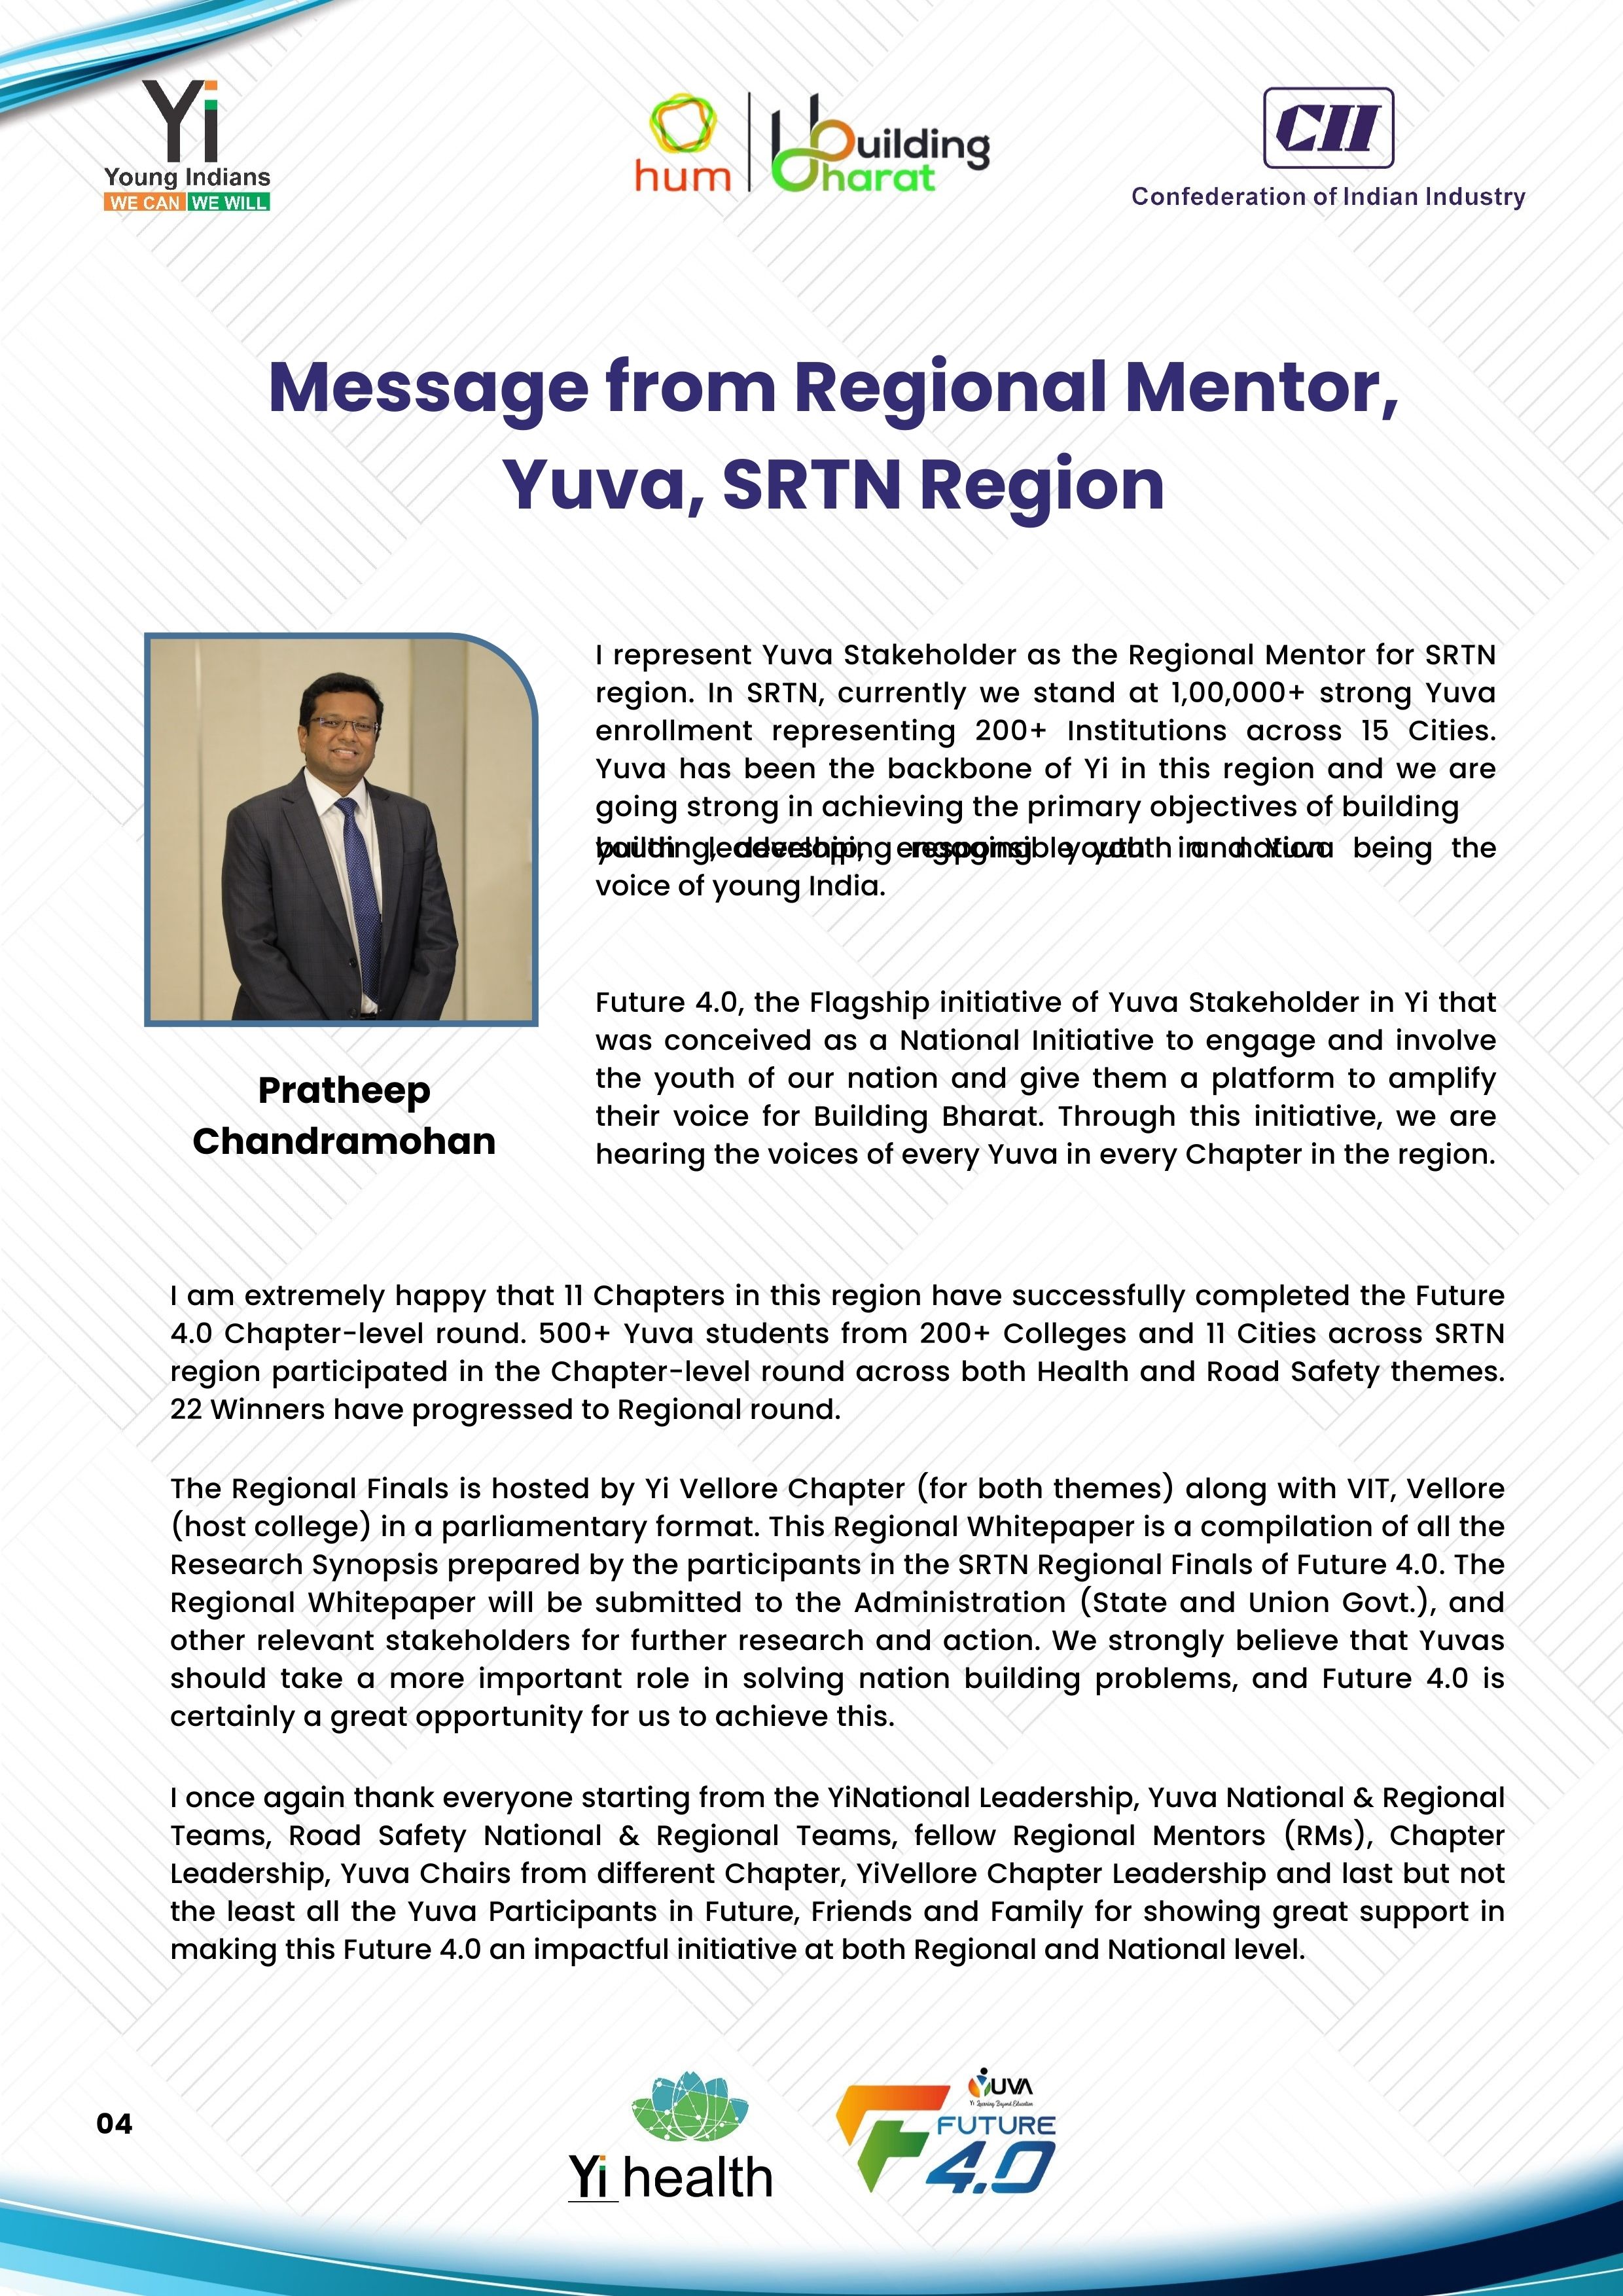 Yi
Young Indians
WE CAN WE WILL
hum
Building
Bharat
CII
Confederation of Indian Industry
Message from Regional Mentor,
Yuva, SRTN Region
I represent Yuva Stakeholder as the Regional Mentor for SRTN
region. In SRTN, currently we stand at 1,00,000+ strong Yuva
enrollment representing 200+ Institutions across 15 Cities.
Yuva has been the backbone of Yi in this region and we are
going strong in achieving the primary objectives of building
being the
voice of young India.
Pratheep
Chandramohan
Future 4.0, the Flagship initiative of Yuva Stakeholder in Yi that
was conceived as a National Initiative to engage and involve
the youth of our nation and give them a platform to amplify
their voice for Building Bharat. Through this initiative, we are
hearing the voices of every Yuva in every Chapter in the region.
I am extremely happy that 11 Chapters in this region have successfully completed the Future
4.0 Chapter-level round. 500+ Yuva students from 200+ Colleges and 11 Cities across SRTN
region participated in the Chapter-level round across both Health and Road Safety themes.
22 Winners have progressed to Regional round.
The Regional Finals is hosted by Yi Vellore Chapter (for both themes) along with VIT, Vellore
(host college) in a parliamentary format. This Regional Whitepaper is a compilation of all the
Research Synopsis prepared by the participants in the SRTN Regional Finals of Future 4.0. The
Regional Whitepaper will be submitted to the Administration (State and Union Govt.), and
other relevant stakeholders for further research and action. We strongly believe that Yuvas
should take a more important role in solving nation building problems, and Future 4.0 is
certainly a great opportunity for us to achieve this.
I once again thank everyone starting from the YiNational Leadership, Yuva National & Regional
Teams, Road Safety National & Regional Teams, fellow Regional Mentors (RMs), Chapter
Leadership, Yuva Chairs from different Chapter, YiVellore Chapter Leadership and last but not
the least all the Yuva Participants in Future, Friends and Family for showing great support in
making this Future 4.0 an impactful initiative at both Regional and National level.
04
Yi health
YUVA
Yi Learning Beyond Education
FUTURE
4.0